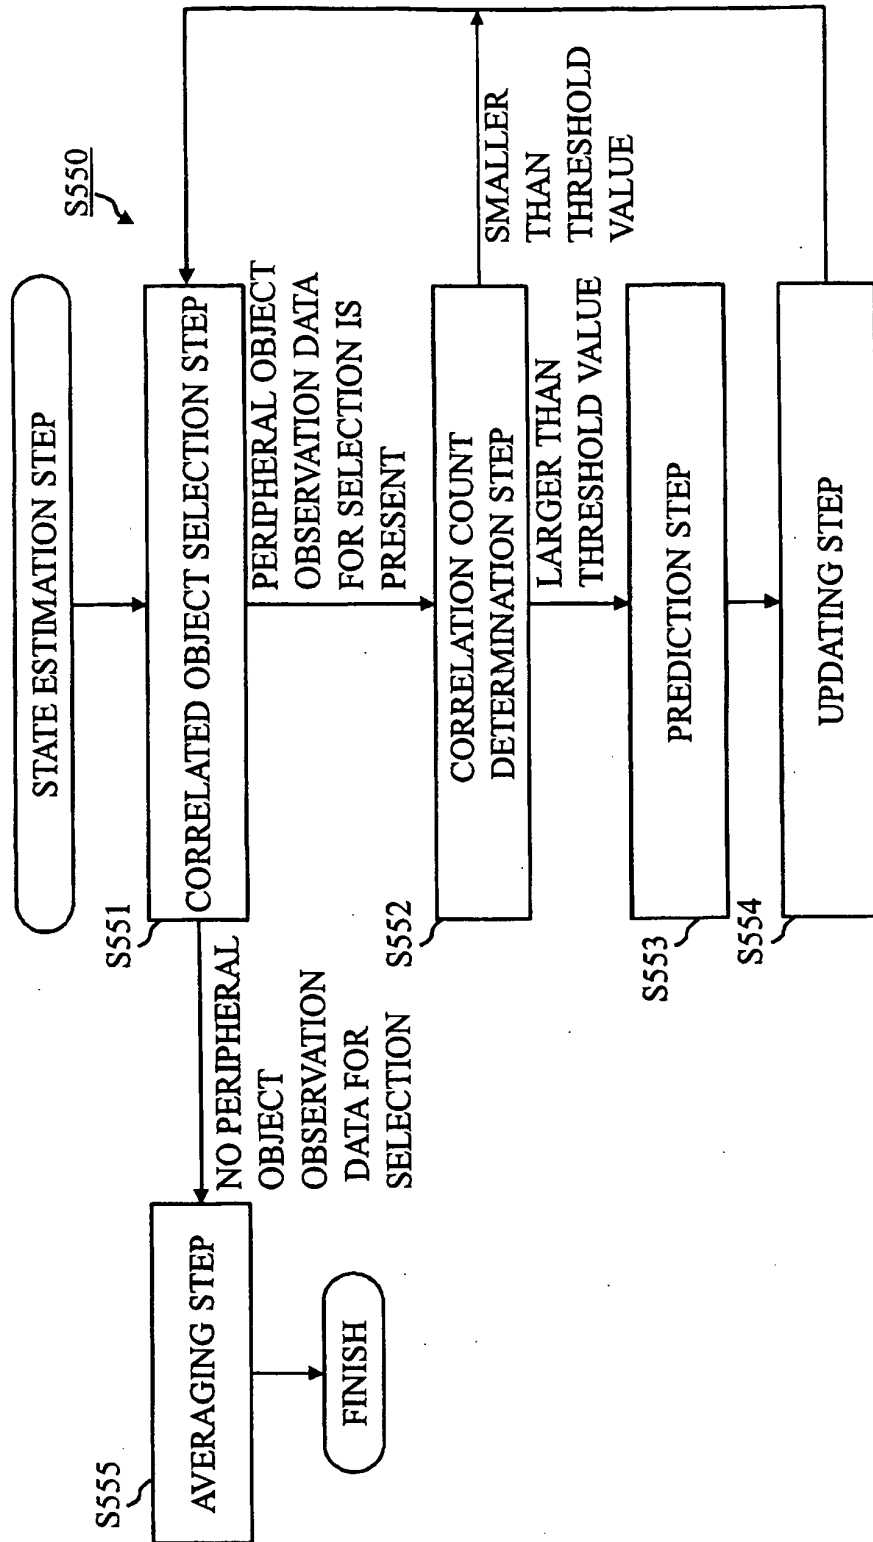 S550
STATE ESTIMATION STEP
S551
CORRELATED OBJECT SELECTION STEP
PERIPHERAL OBJECT
OBSERVATION DATA
FOR SELECTION IS
PRESENT
NO PERIPHERAL
OBJECT
OBSERVATION
DATA FOR
SELECTION
S552
CORRELATION COUNT
DETERMINATION STEP
SMALLER
THAN
THRESHOLD
VALUE
LARGER THAN
THRESHOLD VALUE
S553
PREDICTION STEP
S554
UPDATING STEP
S555
AVERAGING STEP
FINISH